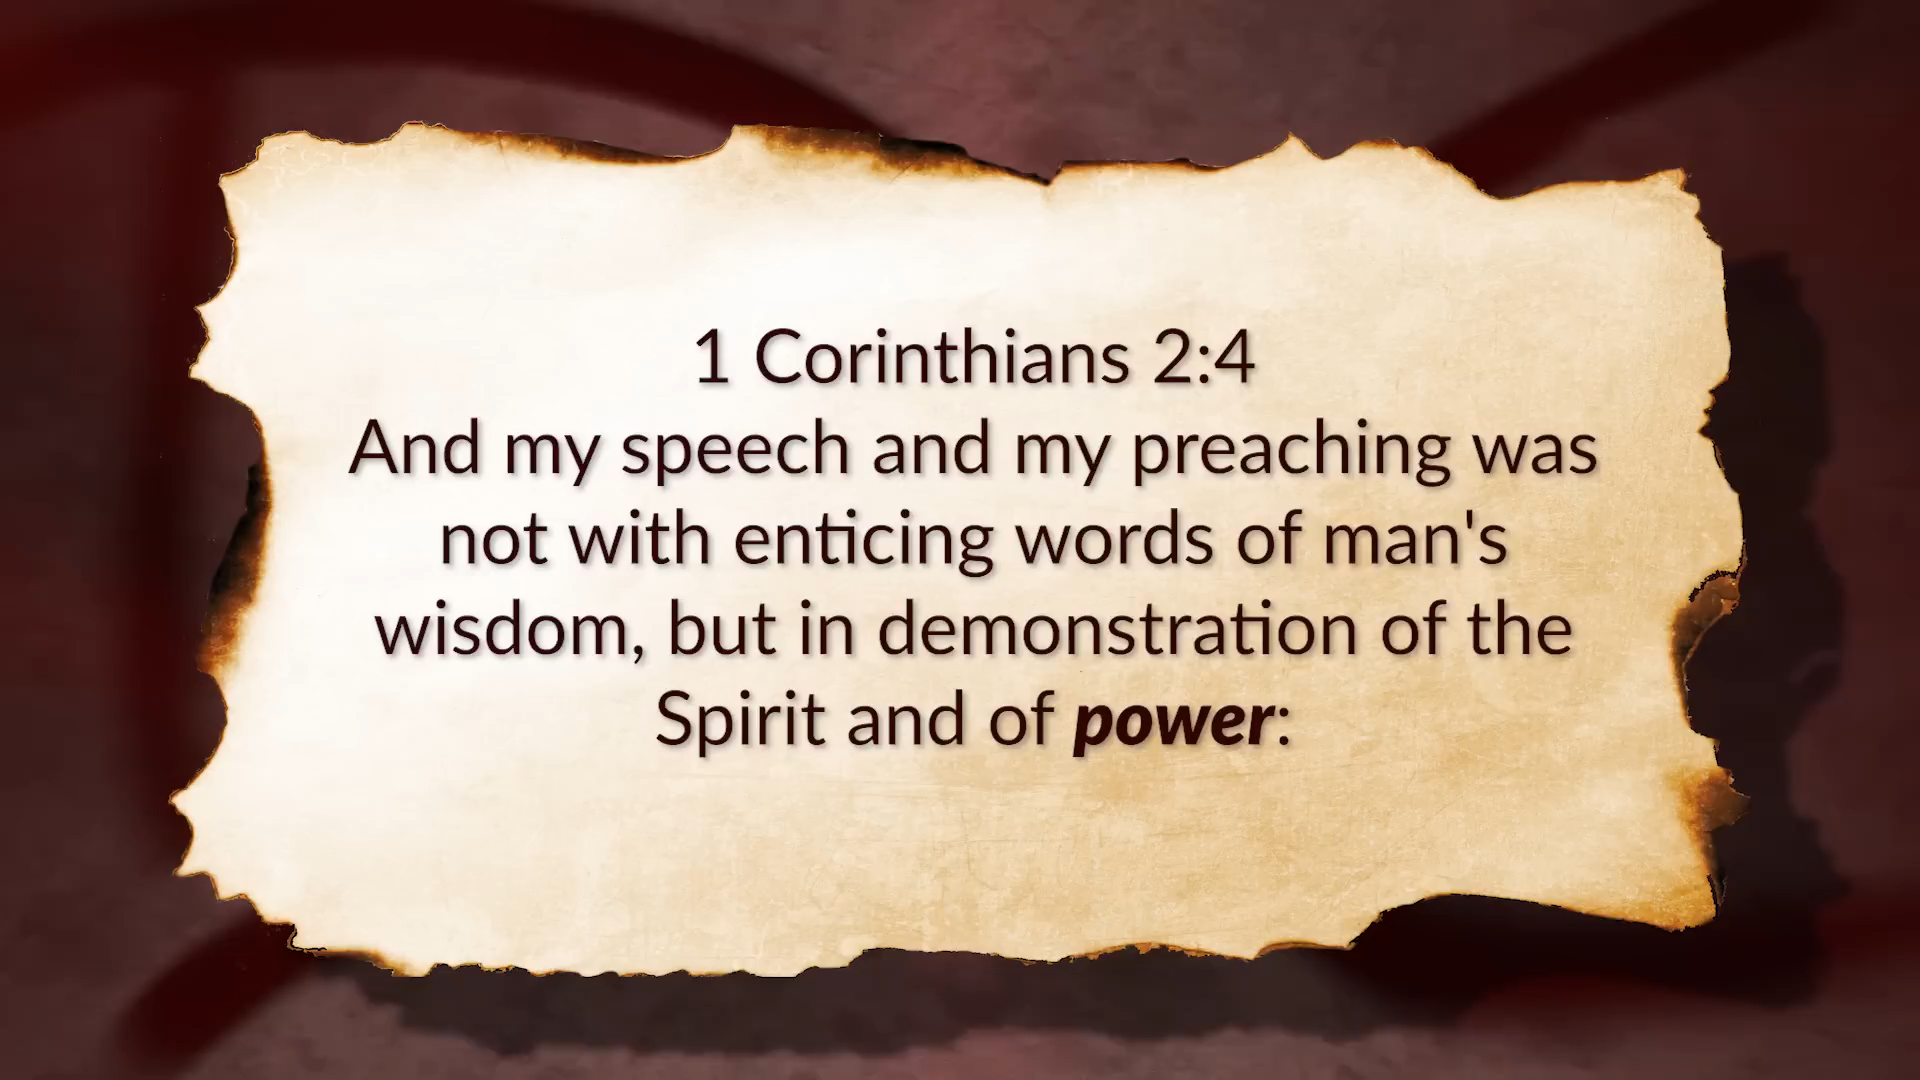 1 Corinthians 2:4
And my speech and my preaching was
not with enticing words of man's
wisdom, but in demonstration of the
Spirit and of power: